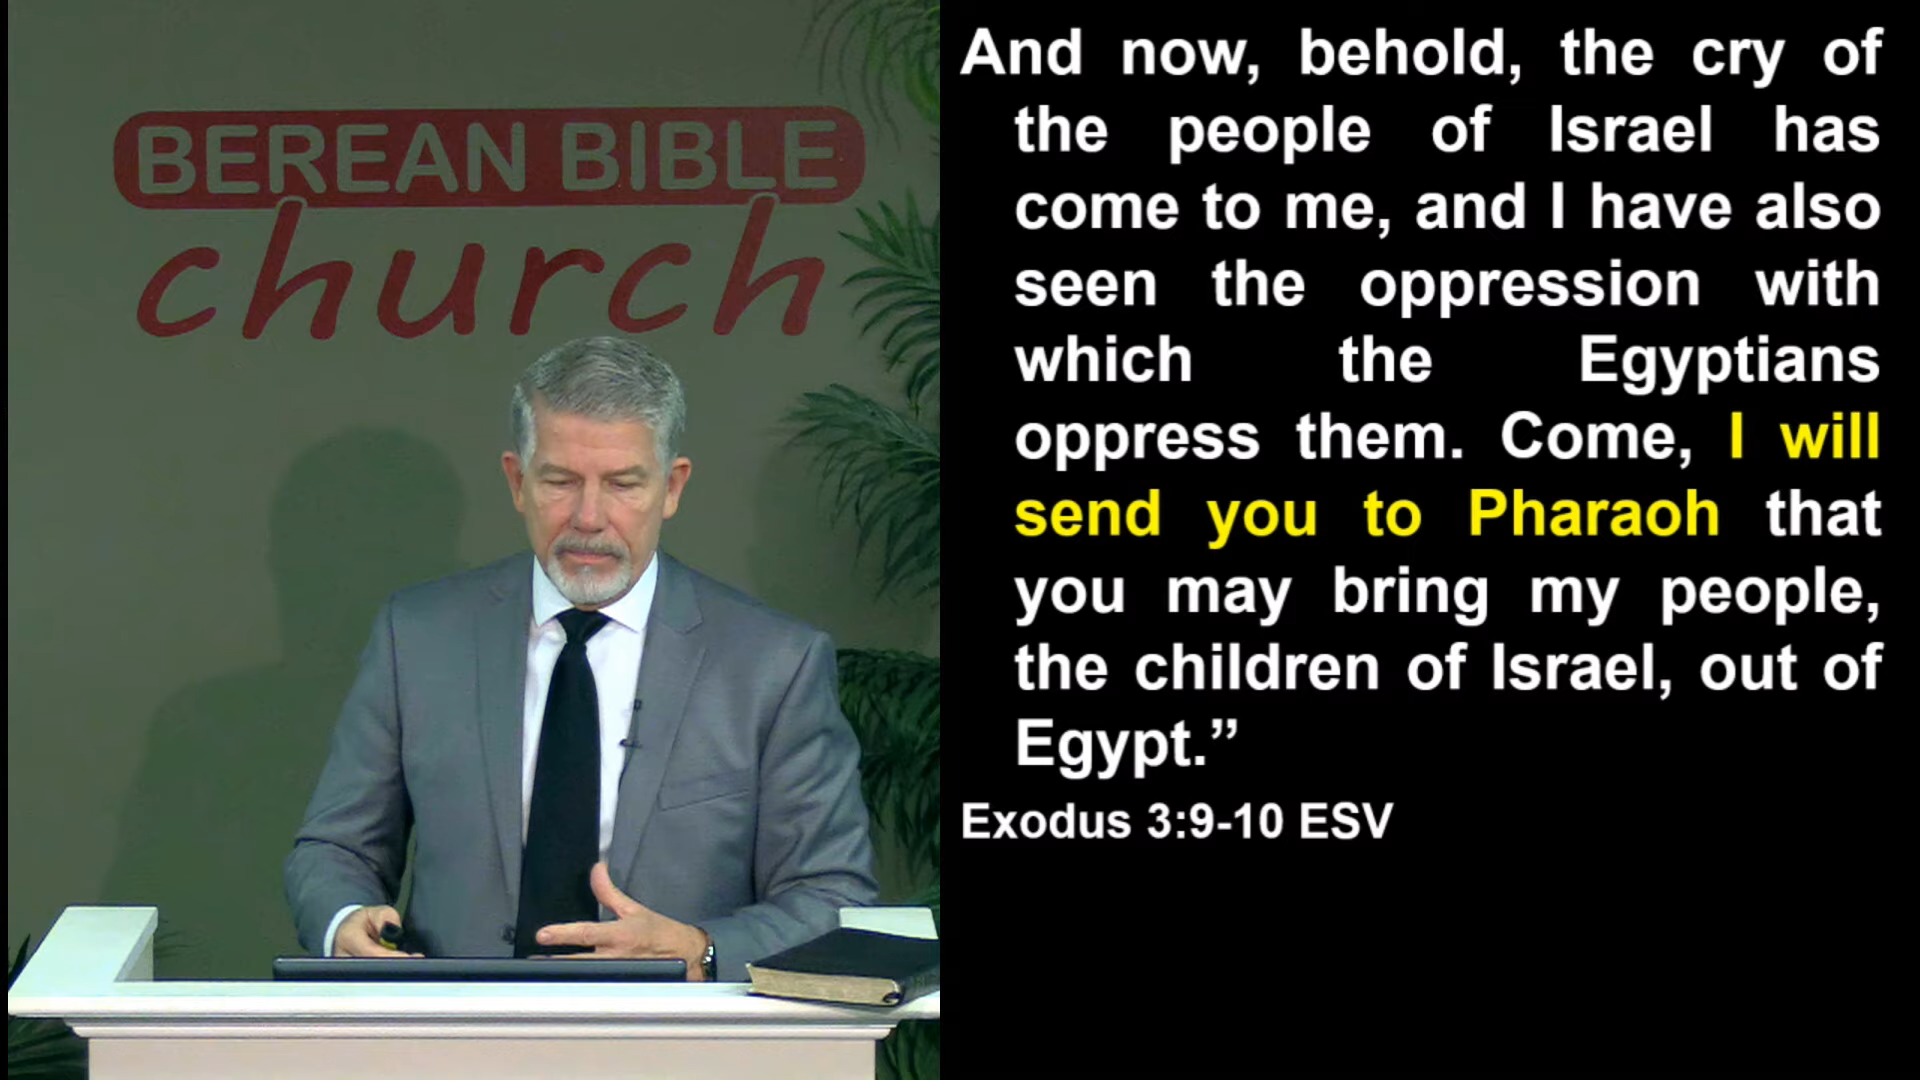 BEREAN BIBLE
church
And now, behold, the cry of
the people of Israel has
come to me, and I have also
seen the oppression with
which the Egyptians
oppress them. Come, I will
send you to Pharaoh that
you may bring my people,
the children of Israel, out of
Egypt.”
Exodus 3:9-10 ESV